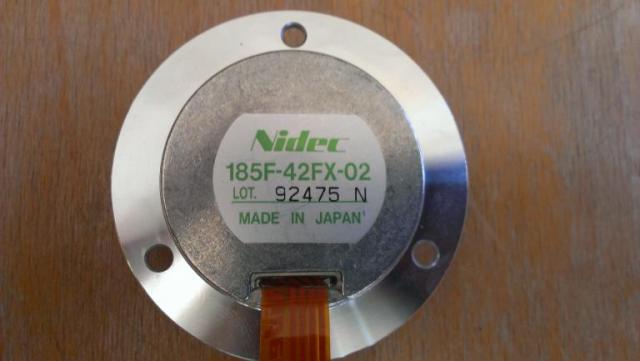 Nidec
185F-42FX-02
LOT. 92475 N
MADE IN JAPAN